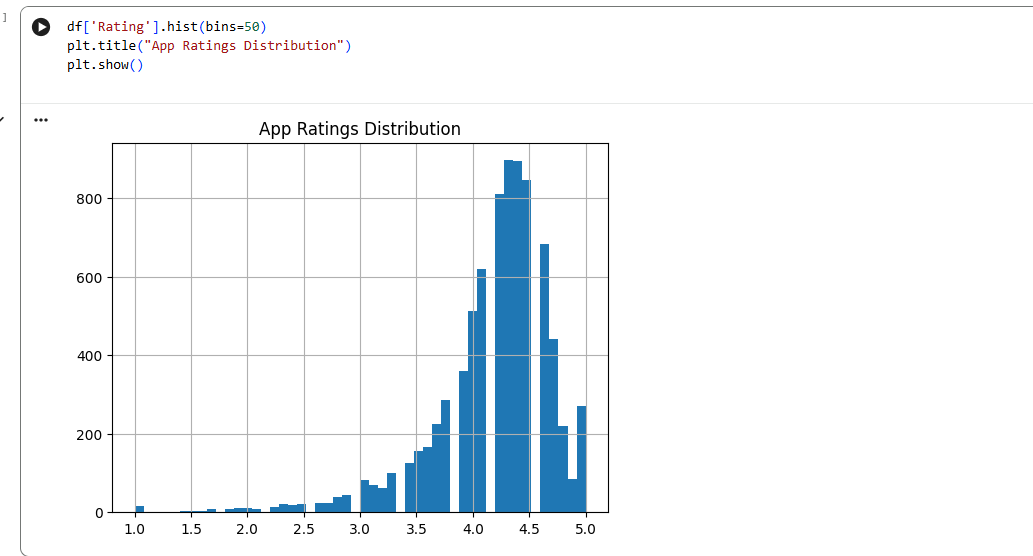 ]
df['Rating'].hist(bins=50)
plt.title("App Ratings Distribution")
plt.show()
App Ratings Distribution
800
600
400
200
0
1.0 1.5 2.0 2.5 3.0 3.5 4.0 4.5 5.0